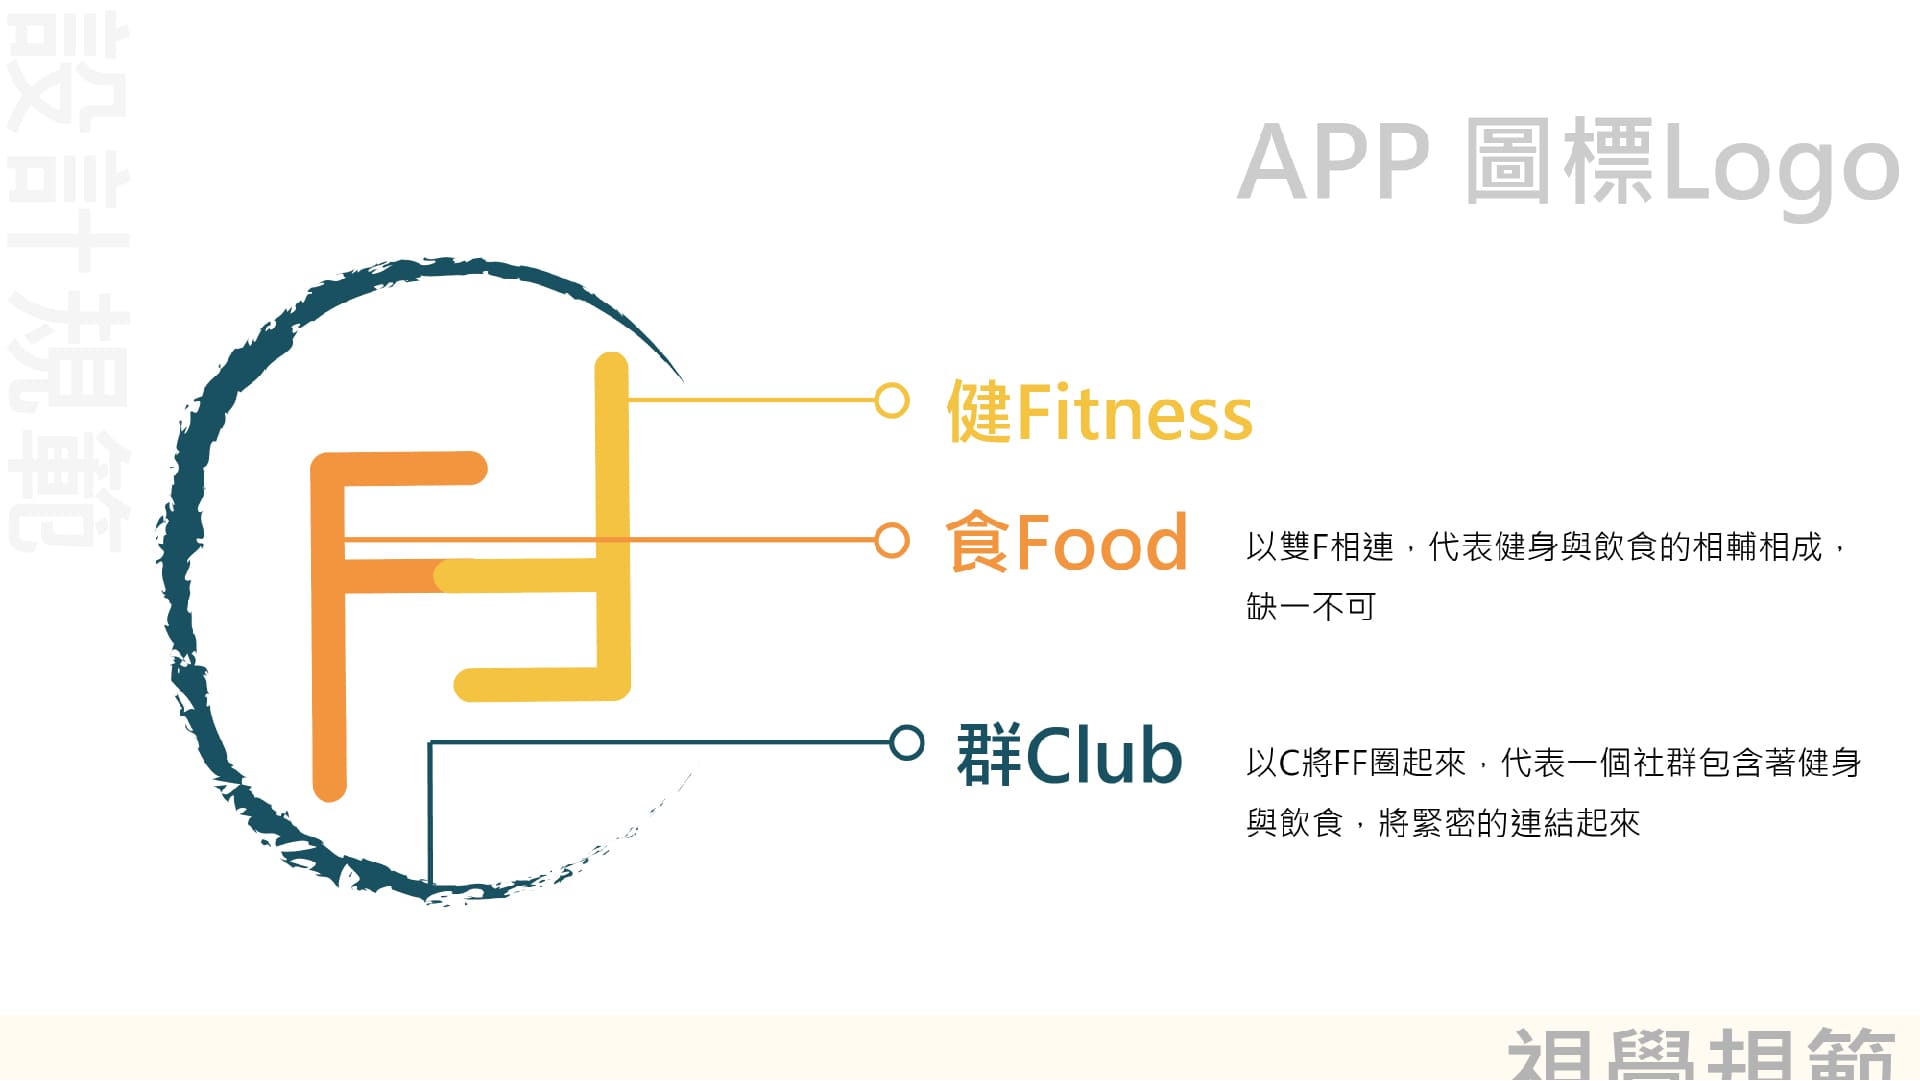 設計規範
APP 圖標Logo
健Fitness
食Food
以雙F相連，代表健身與飲食的相輔相成，
缺一不可
群Club
以C將FF圈起來，代表一個社群包含著健身
與飲食，將緊密的連結起來
視學規範